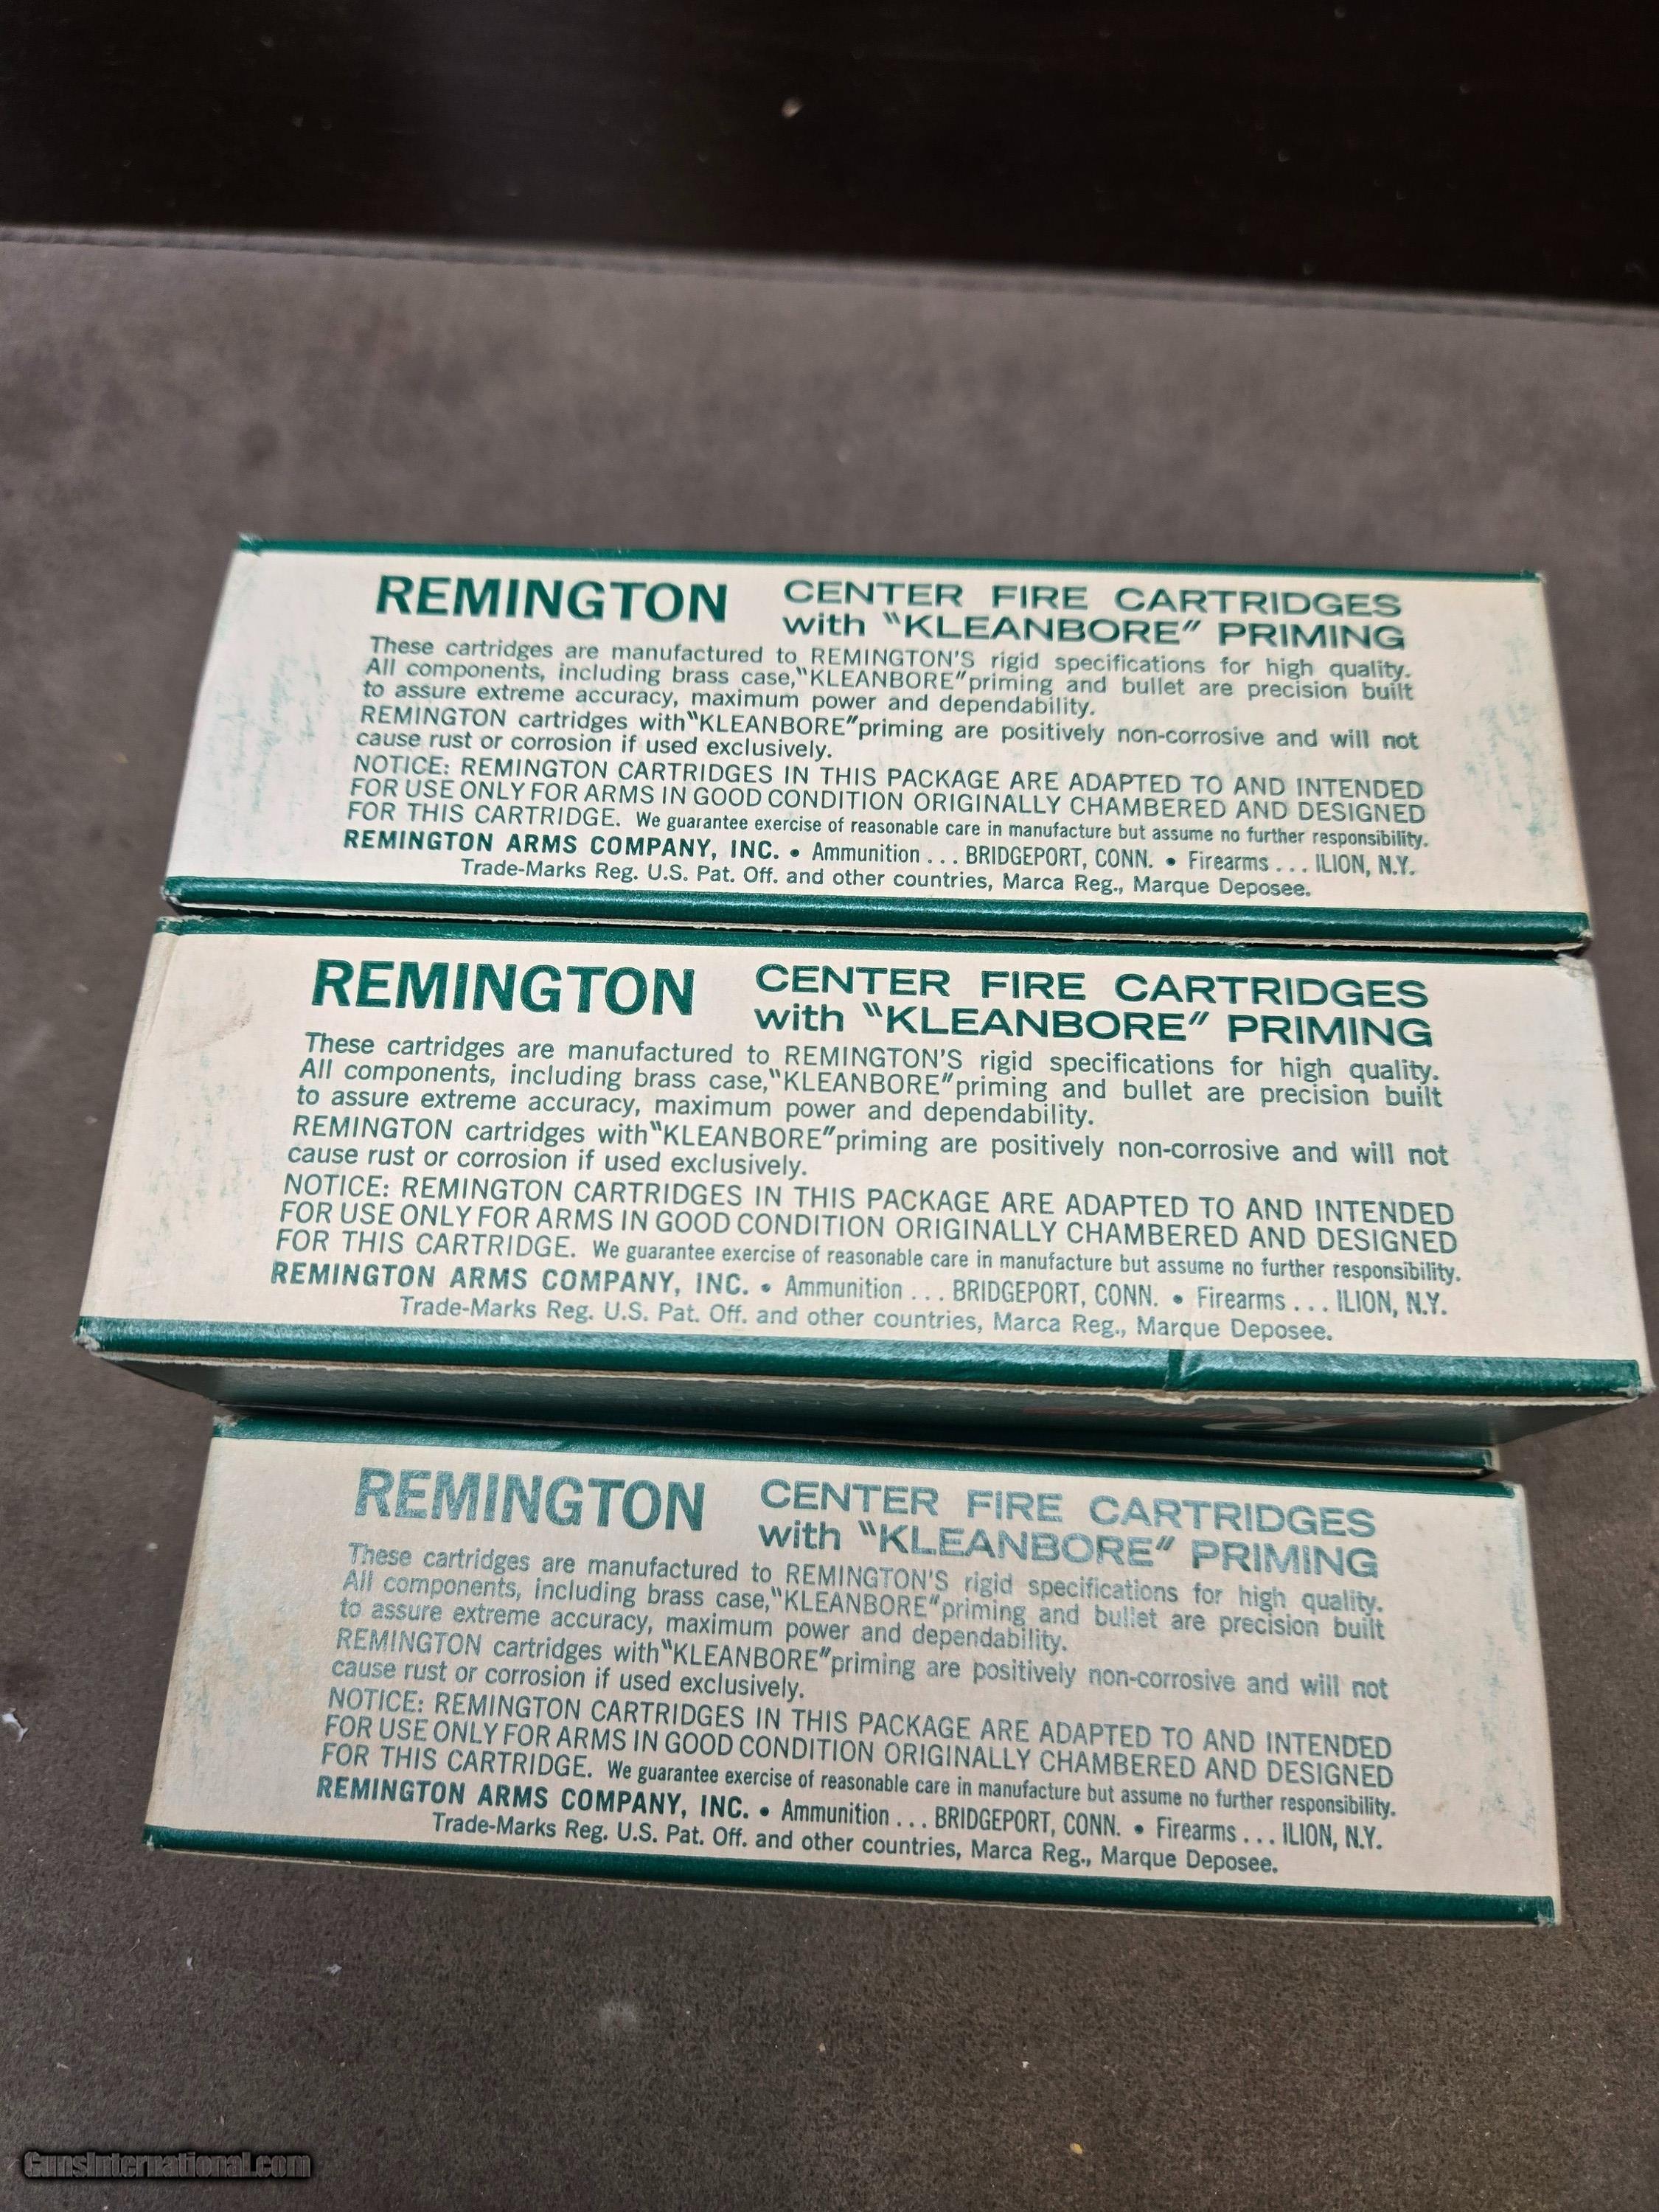 REMINGTON CENTER FIRE CARTRIDGES
with "KLEANBORE" PRIMING
These cartridges are manufactured to REMINGTON'S rigid specifications for high quality.
All components, including brass case, "KLEANBORE" priming and bullet are precision built
to assure extreme accuracy, maximum power and dependability.
REMINGTON cartridges with "KLEANBORE" priming are positively non-corrosive and will not
cause rust or corrosion if used exclusively.
NOTICE: REMINGTON CARTRIDGES IN THIS PACKAGE ARE ADAPTED TO AND INTENDED
FOR USE ONLY FOR ARMS IN GOOD CONDITION ORIGINALLY CHAMBERED AND DESIGNED
FOR THIS CARTRIDGE. We guarantee exercise of reasonable care in manufacture but assume no further responsibility.
REMINGTON ARMS COMPANY, INC. • Ammunition . . . BRIDGEPORT, CONN. • Firearms . . . ILION, N.Y.
Trade-Marks Reg. U.S. Pat. Off. and other countries, Marca Reg., Marque Deposee.
REMINGTON CENTER FIRE CARTRIDGES
with "KLEANBORE" PRIMING
These cartridges are manufactured to REMINGTON'S rigid specifications for high quality.
All components, including brass case, "KLEANBORE" priming and bullet are precision built
to assure extreme accuracy, maximum power and dependability.
REMINGTON cartridges with "KLEANBORE" priming are positively non-corrosive and will not
cause rust or corrosion if used exclusively.
NOTICE: REMINGTON CARTRIDGES IN THIS PACKAGE ARE ADAPTED TO AND INTENDED
FOR USE ONLY FOR ARMS IN GOOD CONDITION ORIGINALLY CHAMBERED AND DESIGNED
FOR THIS CARTRIDGE. We guarantee exercise of reasonable care in manufacture but assume no further responsibility.
REMINGTON ARMS COMPANY, INC. • Ammunition . . . BRIDGEPORT, CONN. • Firearms . . . ILION, N.Y.
Trade-Marks Reg. U.S. Pat. Off. and other countries, Marca Reg., Marque Deposee.
REMINGTON CENTER FIRE CARTRIDGES
with "KLEANBORE" PRIMING
These cartridges are manufactured to REMINGTON'S rigid specifications for high quality.
All components, including brass case, "KLEANBORE" priming and bullet are precision built
to assure extreme accuracy, maximum power and dependability.
REMINGTON cartridges with "KLEANBORE" priming are positively non-corrosive and will not
cause rust or corrosion if used exclusively.
NOTICE: REMINGTON CARTRIDGES IN THIS PACKAGE ARE ADAPTED TO AND INTENDED
FOR USE ONLY FOR ARMS IN GOOD CONDITION ORIGINALLY CHAMBERED AND DESIGNED
FOR THIS CARTRIDGE. We guarantee exercise of reasonable care in manufacture but assume no further responsibility.
REMINGTON ARMS COMPANY, INC. • Ammunition . . . BRIDGEPORT, CONN. • Firearms . . . ILION, N.Y.
Trade-Marks Reg. U.S. Pat. Off. and other countries, Marca Reg., Marque Deposee.
GunsInternational.com